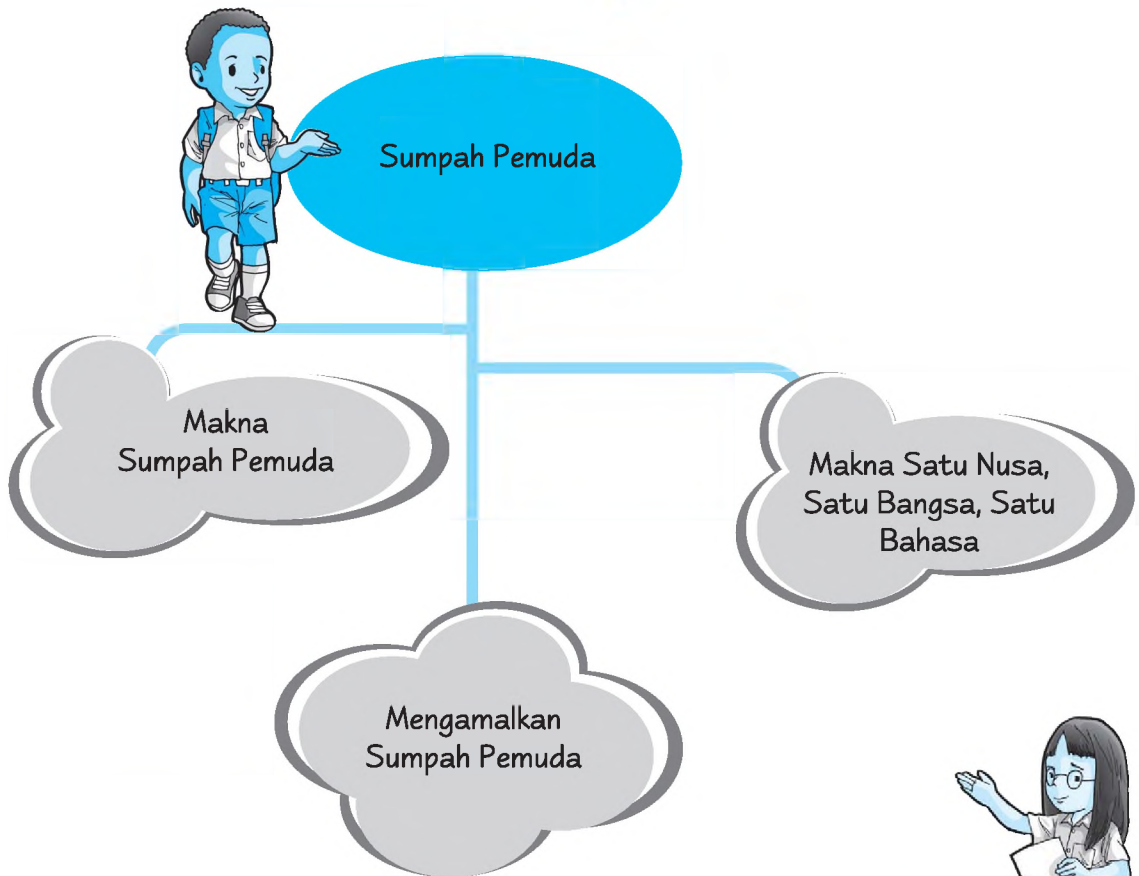 Sumpah Pemuda
Makna
Sumpah Pemuda
Makna Satu Nusa,
Satu Bangsa, Satu
Bahasa
Mengamalkan
Sumpah Pemuda